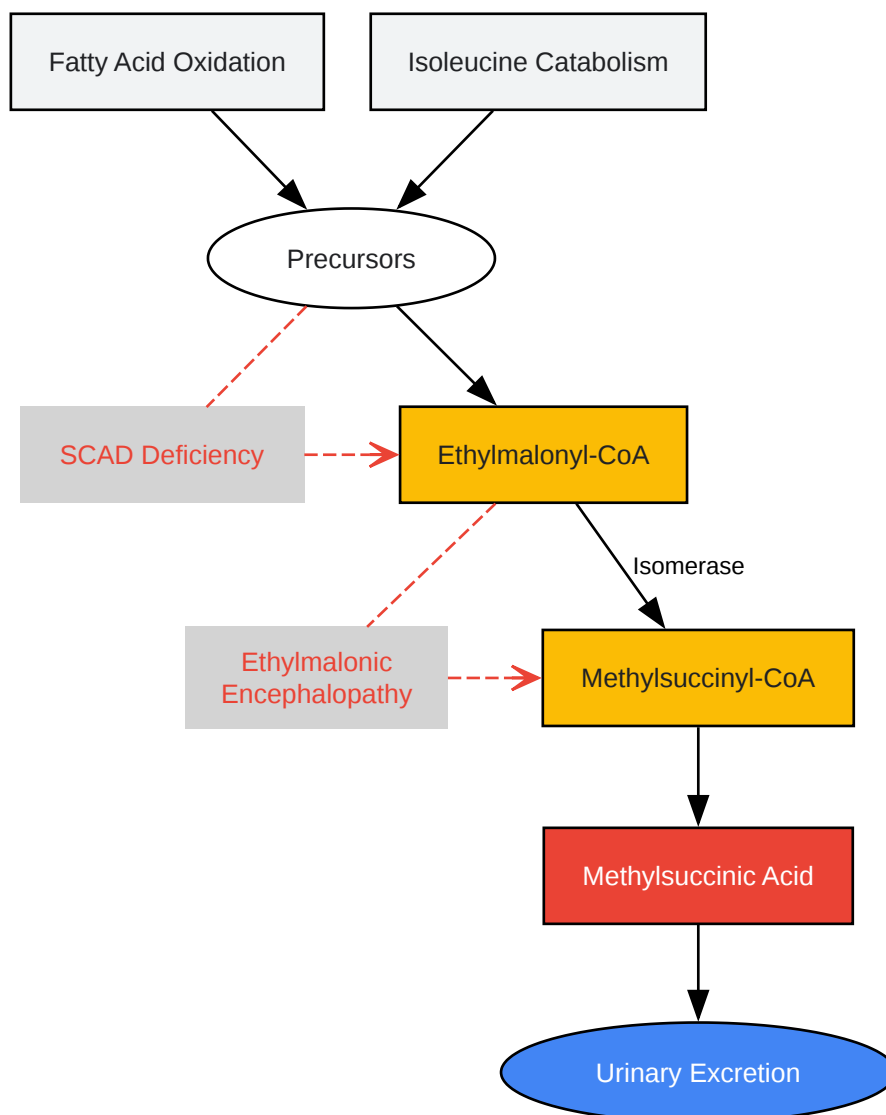 Fatty Acid Oxidation
Isoleucine Catabolism
Precursors
SCAD Deficiency
Ethylmalonyl-CoA
Isomerase
Ethylmalonic
Encephalopathy
Methylsuccinyl-CoA
Methylsuccinic Acid
Urinary Excretion